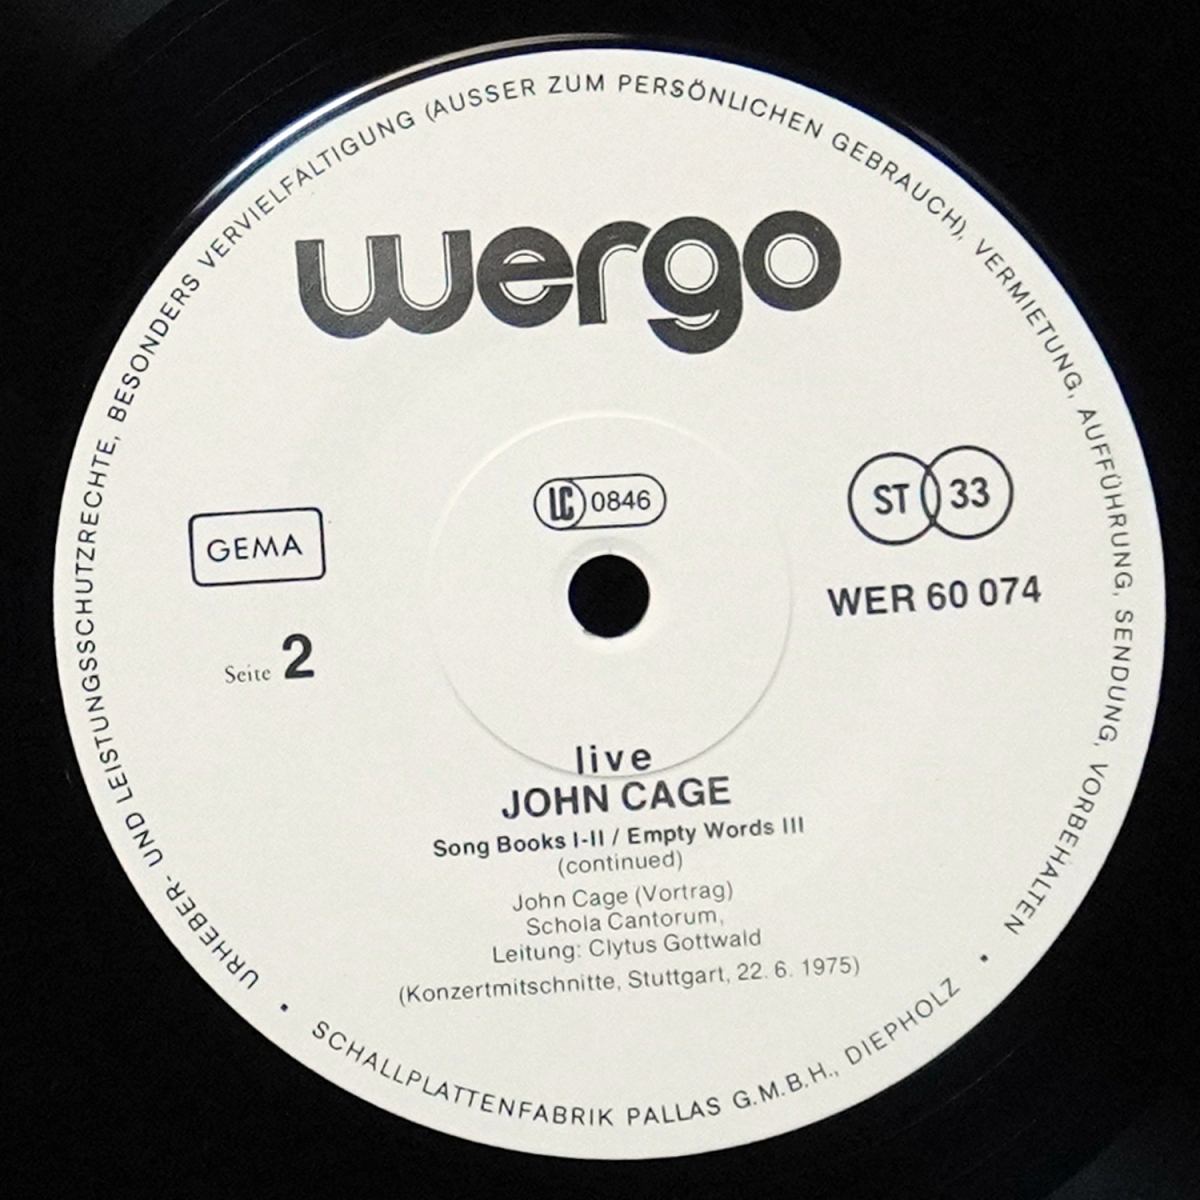 URHEBER- UND LEISTUNGSSCHUTZRECHTE, BESONDERS VERVIELFÄLTIGUNG (AUSSER ZUM PERSÖNLICHEN GEBRAUCH), VERMIETUNG, AUFFÜHRUNG, SENDUNG, VORBEHALTEN
wergo
LC 0846
ST 33
GEMA
WER 60 074
Seite 2
live
JOHN CAGE
Song Books I-II / Empty Words III
(continued)
John Cage (Vortrag)
Schola Cantorum,
Leitung: Clytus Gottwald
(Konzertmitschnitte, Stuttgart, 22. 6. 1975)
• SCHALLPLATTENFABRIK PALLAS G.M.B.H., DIEPHOLZ •